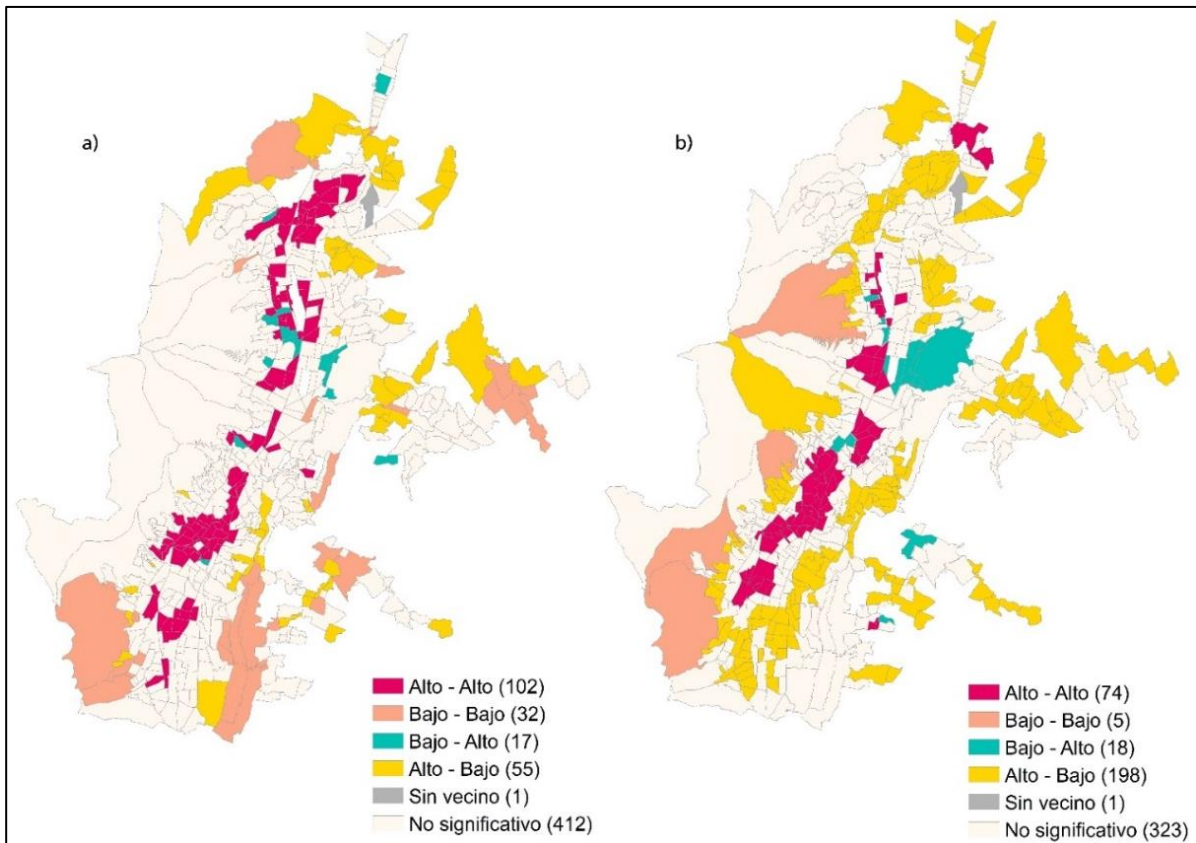 a)
Alto - Alto (102)
Bajo - Bajo (32)
Bajo - Alto (17)
Alto - Bajo (55)
Sin vecino (1)
No significativo (412)
b)
Alto - Alto (74)
Bajo - Bajo (5)
Bajo - Alto (18)
Alto - Bajo (198)
Sin vecino (1)
No significativo (323)